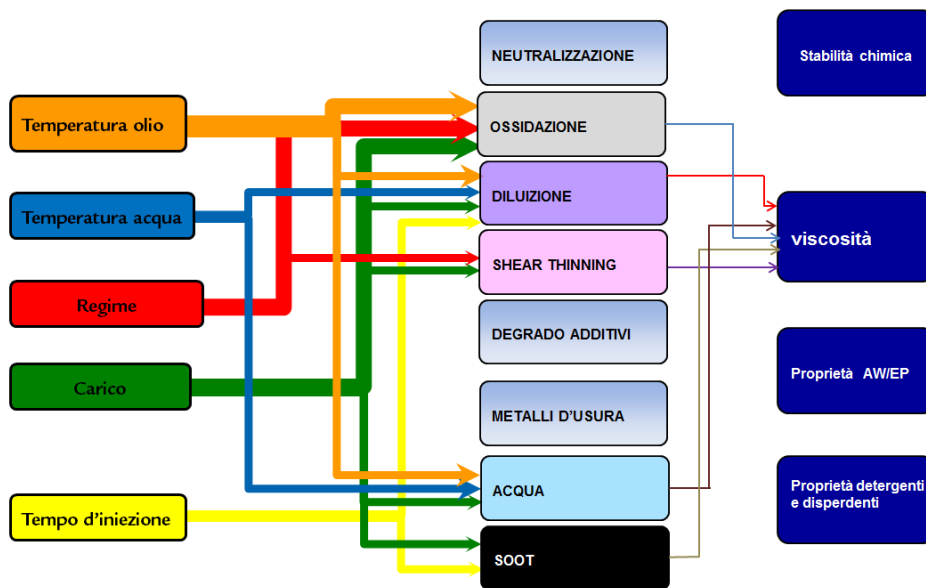 Temperatura olio
Temperatura acqua
Regime
Carico
Tempo d'iniezione
NEUTRALIZZAZIONE
OSSIDAZIONE
DILUIZIONE
SHEAR THINNING
DEGRADO ADDITIVI
METALLI D'USURA
ACQUA
SOOT
Stabilità chimica
viscosità
Proprietà AW/EP
Proprietà detergenti
e disperdenti